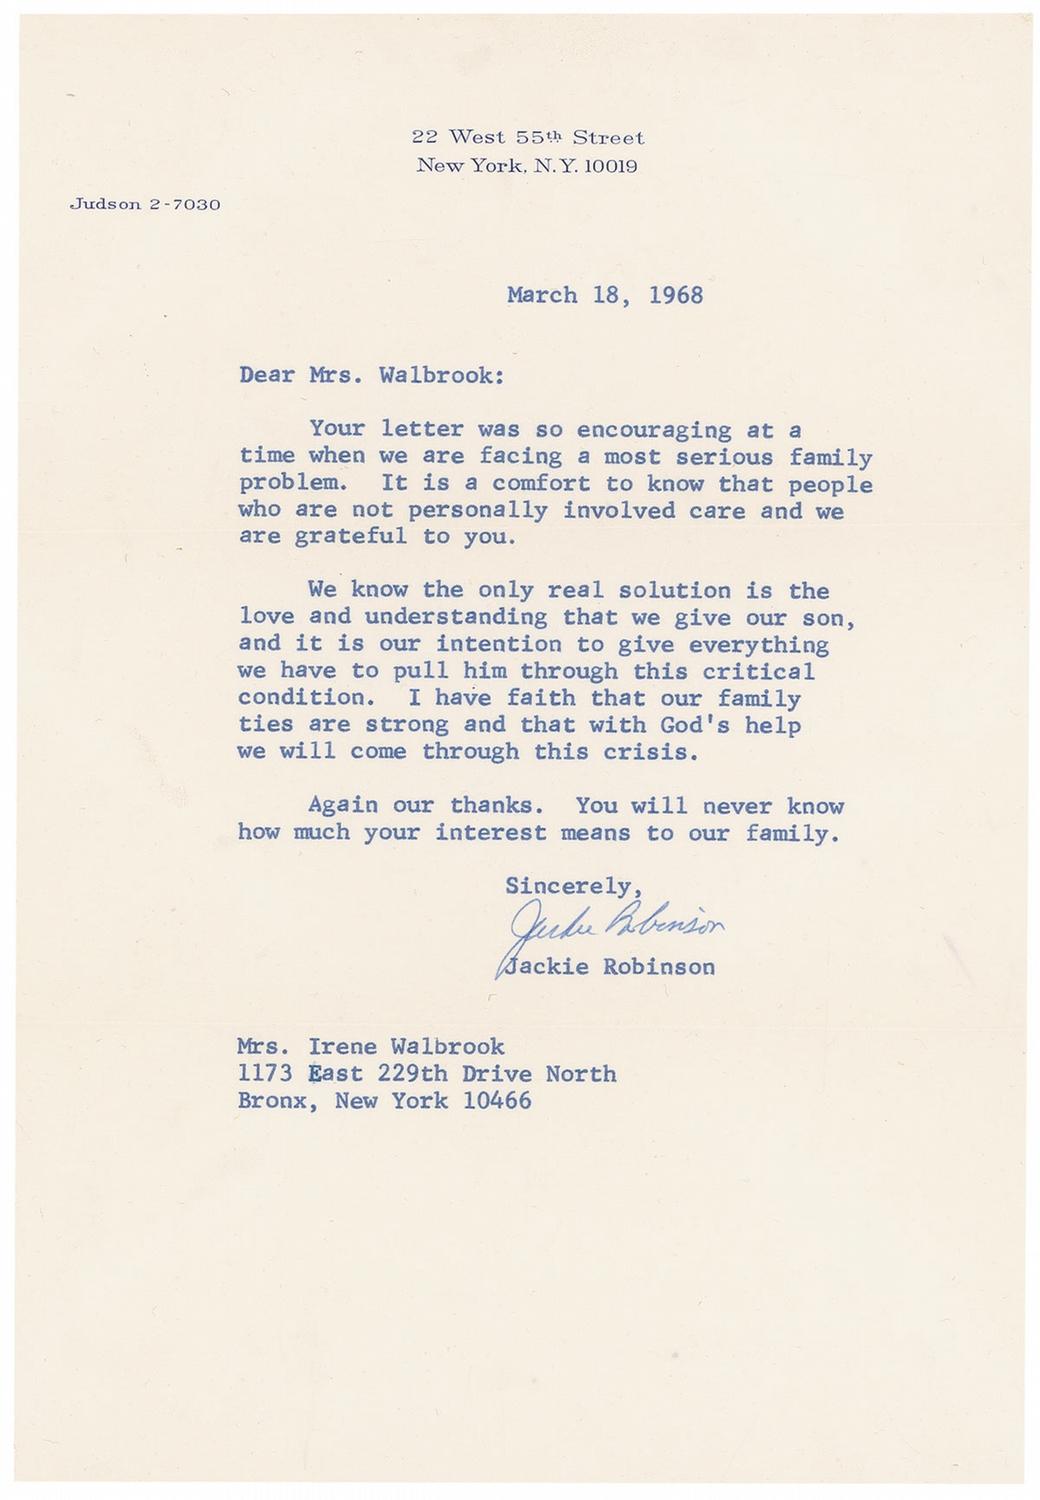 22 West 55th Street
New York, N.Y. 10019
Judson 2-7030
March 18, 1968
Dear Mrs. Walbrook:
Your letter was so encouraging at a
time when we are facing a most serious family
problem. It is a comfort to know that people
who are not personally involved care and we
are grateful to you.
We know the only real solution is the
love and understanding that we give our son,
and it is our intention to give everything
we have to pull him through this critical
condition. I have faith that our family
ties are strong and that with God's help
we will come through this crisis.
Again our thanks. You will never know
how much your interest means to our family.
Sincerely,
Jackie Robinson
Jackie Robinson
Mrs. Irene Walbrook
1173 East 229th Drive North
Bronx, New York 10466